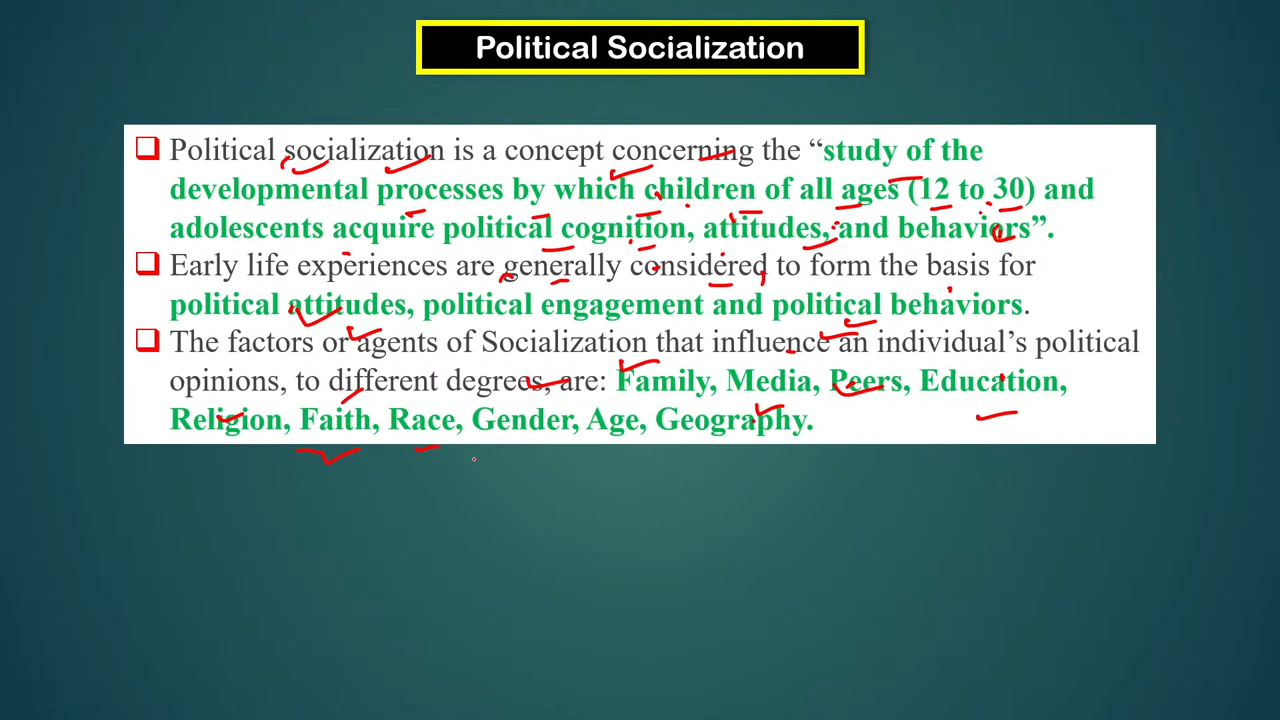 Political Socialization
Political socialization is a concept concerning the “study of the
developmental processes by which children of all ages (12 to 30) and
adolescents acquire political cognition, attitudes, and behaviors”.
Early life experiences are generally considered to form the basis for
political attitudes, political engagement and political behaviors.
The factors or agents of Socialization that influence an individual’s political
opinions, to different degrees, are: Family, Media, Peers, Education,
Religion, Faith, Race, Gender, Age, Geography.